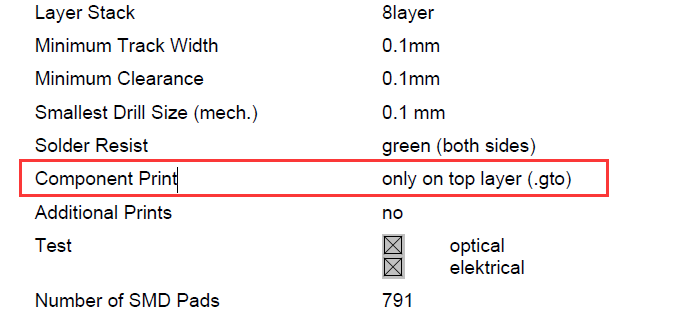 Layer Stack 8layer
Minimum Track Width 0.1mm
Minimum Clearance 0.1mm
Smallest Drill Size (mech.) 0.1 mm
Solder Resist green (both sides)
Component Print only on top layer (.gto)
Additional Prints no
Test optical
elektrical
Number of SMD Pads 791